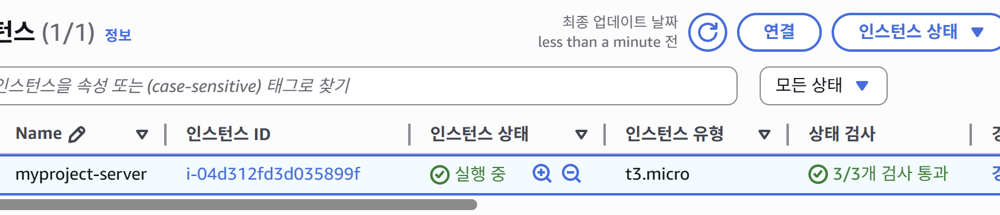 턴스 (1/1) 정보
최종 업데이트 날짜
less than a minute 전
연결
인스턴스 상태
인스턴스을 속성 또는 (case-sensitive) 태그로 찾기
모든 상태
Name 인스턴스 ID 인스턴스 상태 인스턴스 유형 상태 검사
myproject-server i-04d312fd3d035899f 실행 중 t3.micro 3/3개 검사 통과